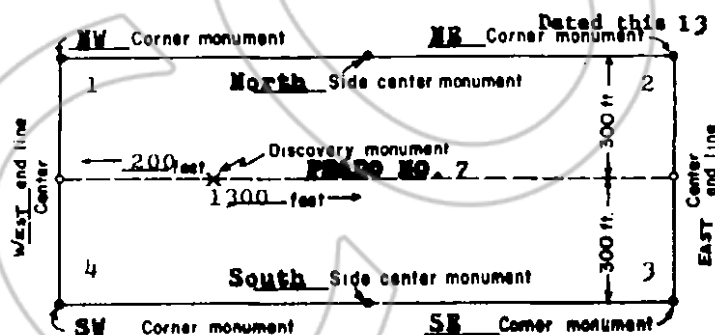 Dated this 13
NW Corner monument NE Corner monument
1 North Side center monument 2
300 ft
WEST end line
Center
200 feet Discovery monument
NO. 7
1300 feet
Center
EAST end line
300 ft.
4 South Side center monument 3
SW Corner monument SE Corner monument